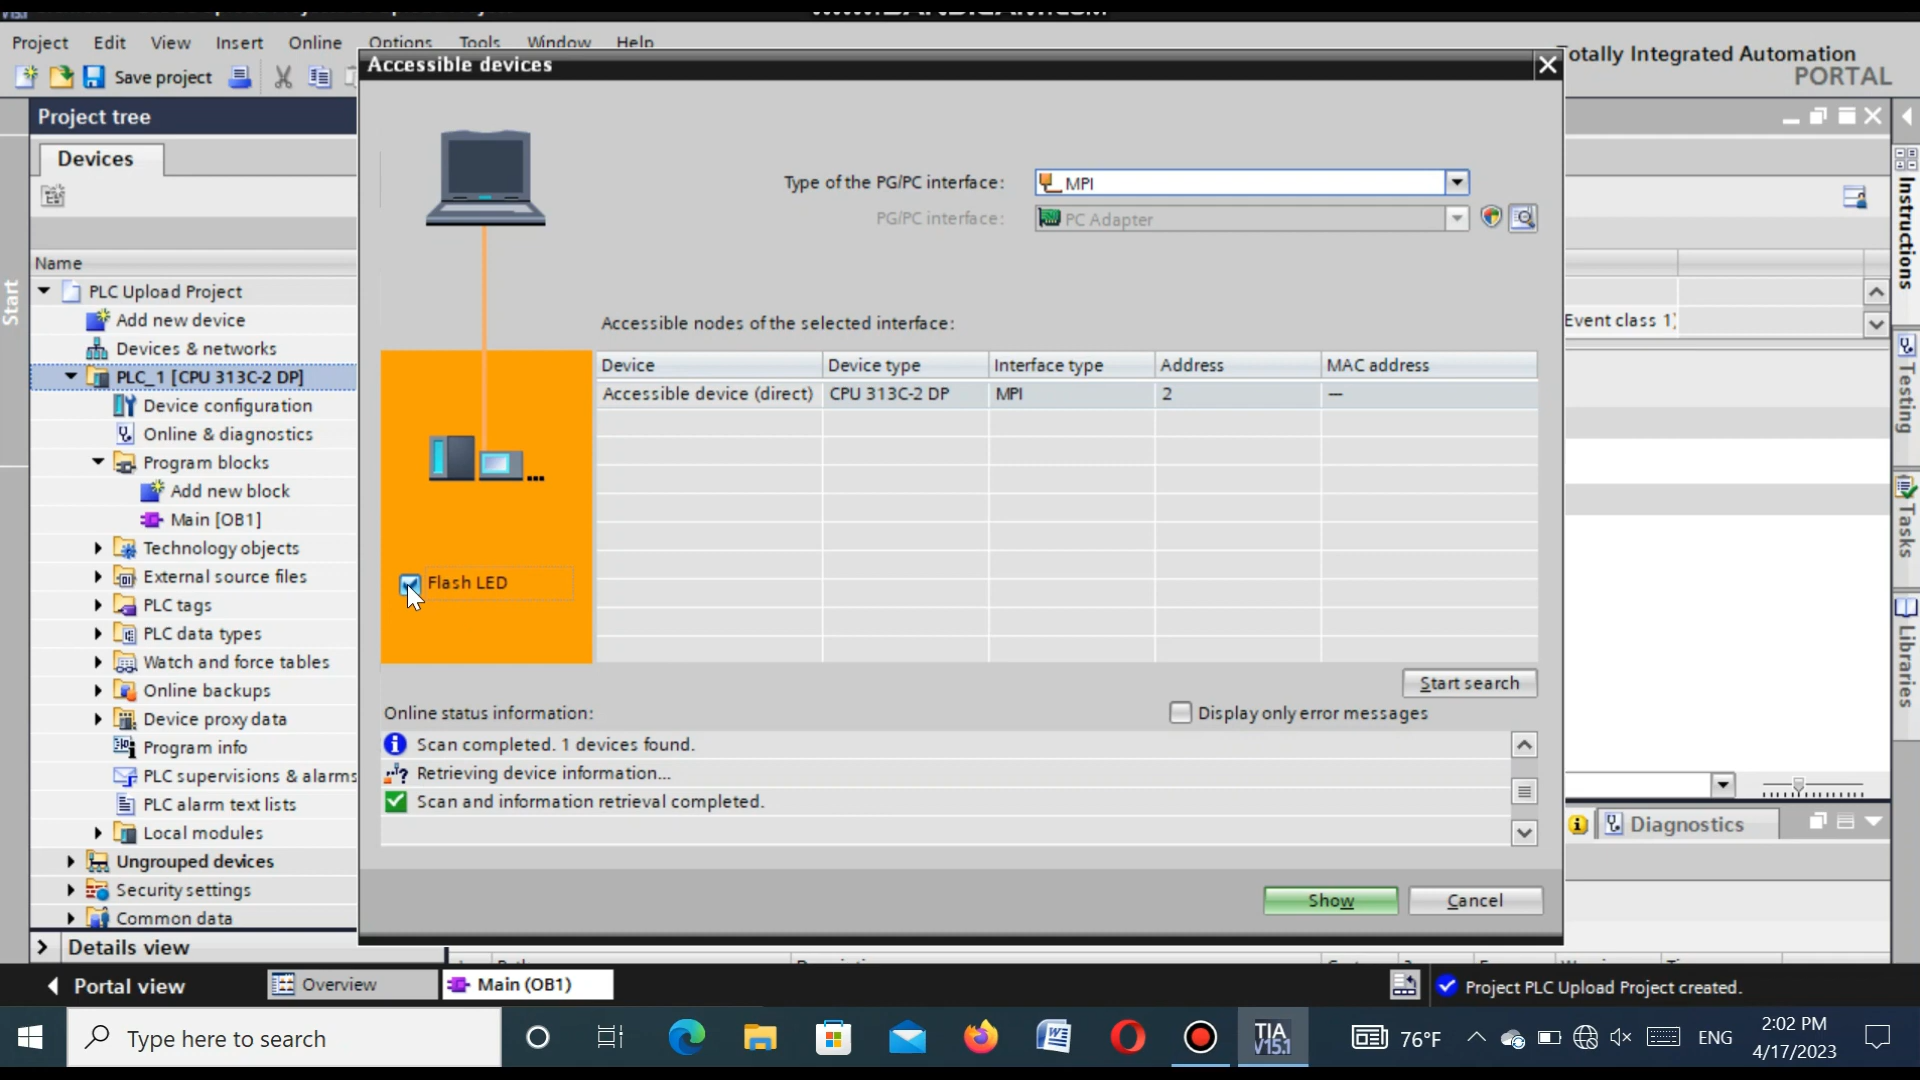 Project Edit View Insert Online Options Tools Window Help
Save project
Totally Integrated Automation
PORTAL
Accessible devices
Project tree
Devices
Type of the PG/PC interface: MPI
PG/PC interface: PC Adapter
Name
Start
PLC Upload Project
Add new device
Devices & networks
PLC_1 [CPU 313C-2 DP]
Device configuration
Online & diagnostics
Program blocks
Add new block
Main [OB1]
Technology objects
External source files
PLC tags
PLC data types
Watch and force tables
Online backups
Device proxy data
Program info
PLC supervisions & alarms
PLC alarm text lists
Local modules
Ungrouped devices
Security settings
Common data
Details view
Accessible nodes of the selected interface:
Device Device type Interface type Address MAC address
Accessible device (direct) CPU 313C-2 DP MPI 2 —
Flash LED
Start search
Online status information:
Display only error messages
Scan completed. 1 devices found.
Retrieving device information...
Scan and information retrieval completed.
Show Cancel
Event class 1)
Instructions
Testing
Tasks
Libraries
Diagnostics
Portal view Overview Main (OB1)
Project PLC Upload Project created.
Type here to search
TIA
V15.1
76°F
ENG
2:02 PM
4/17/2023